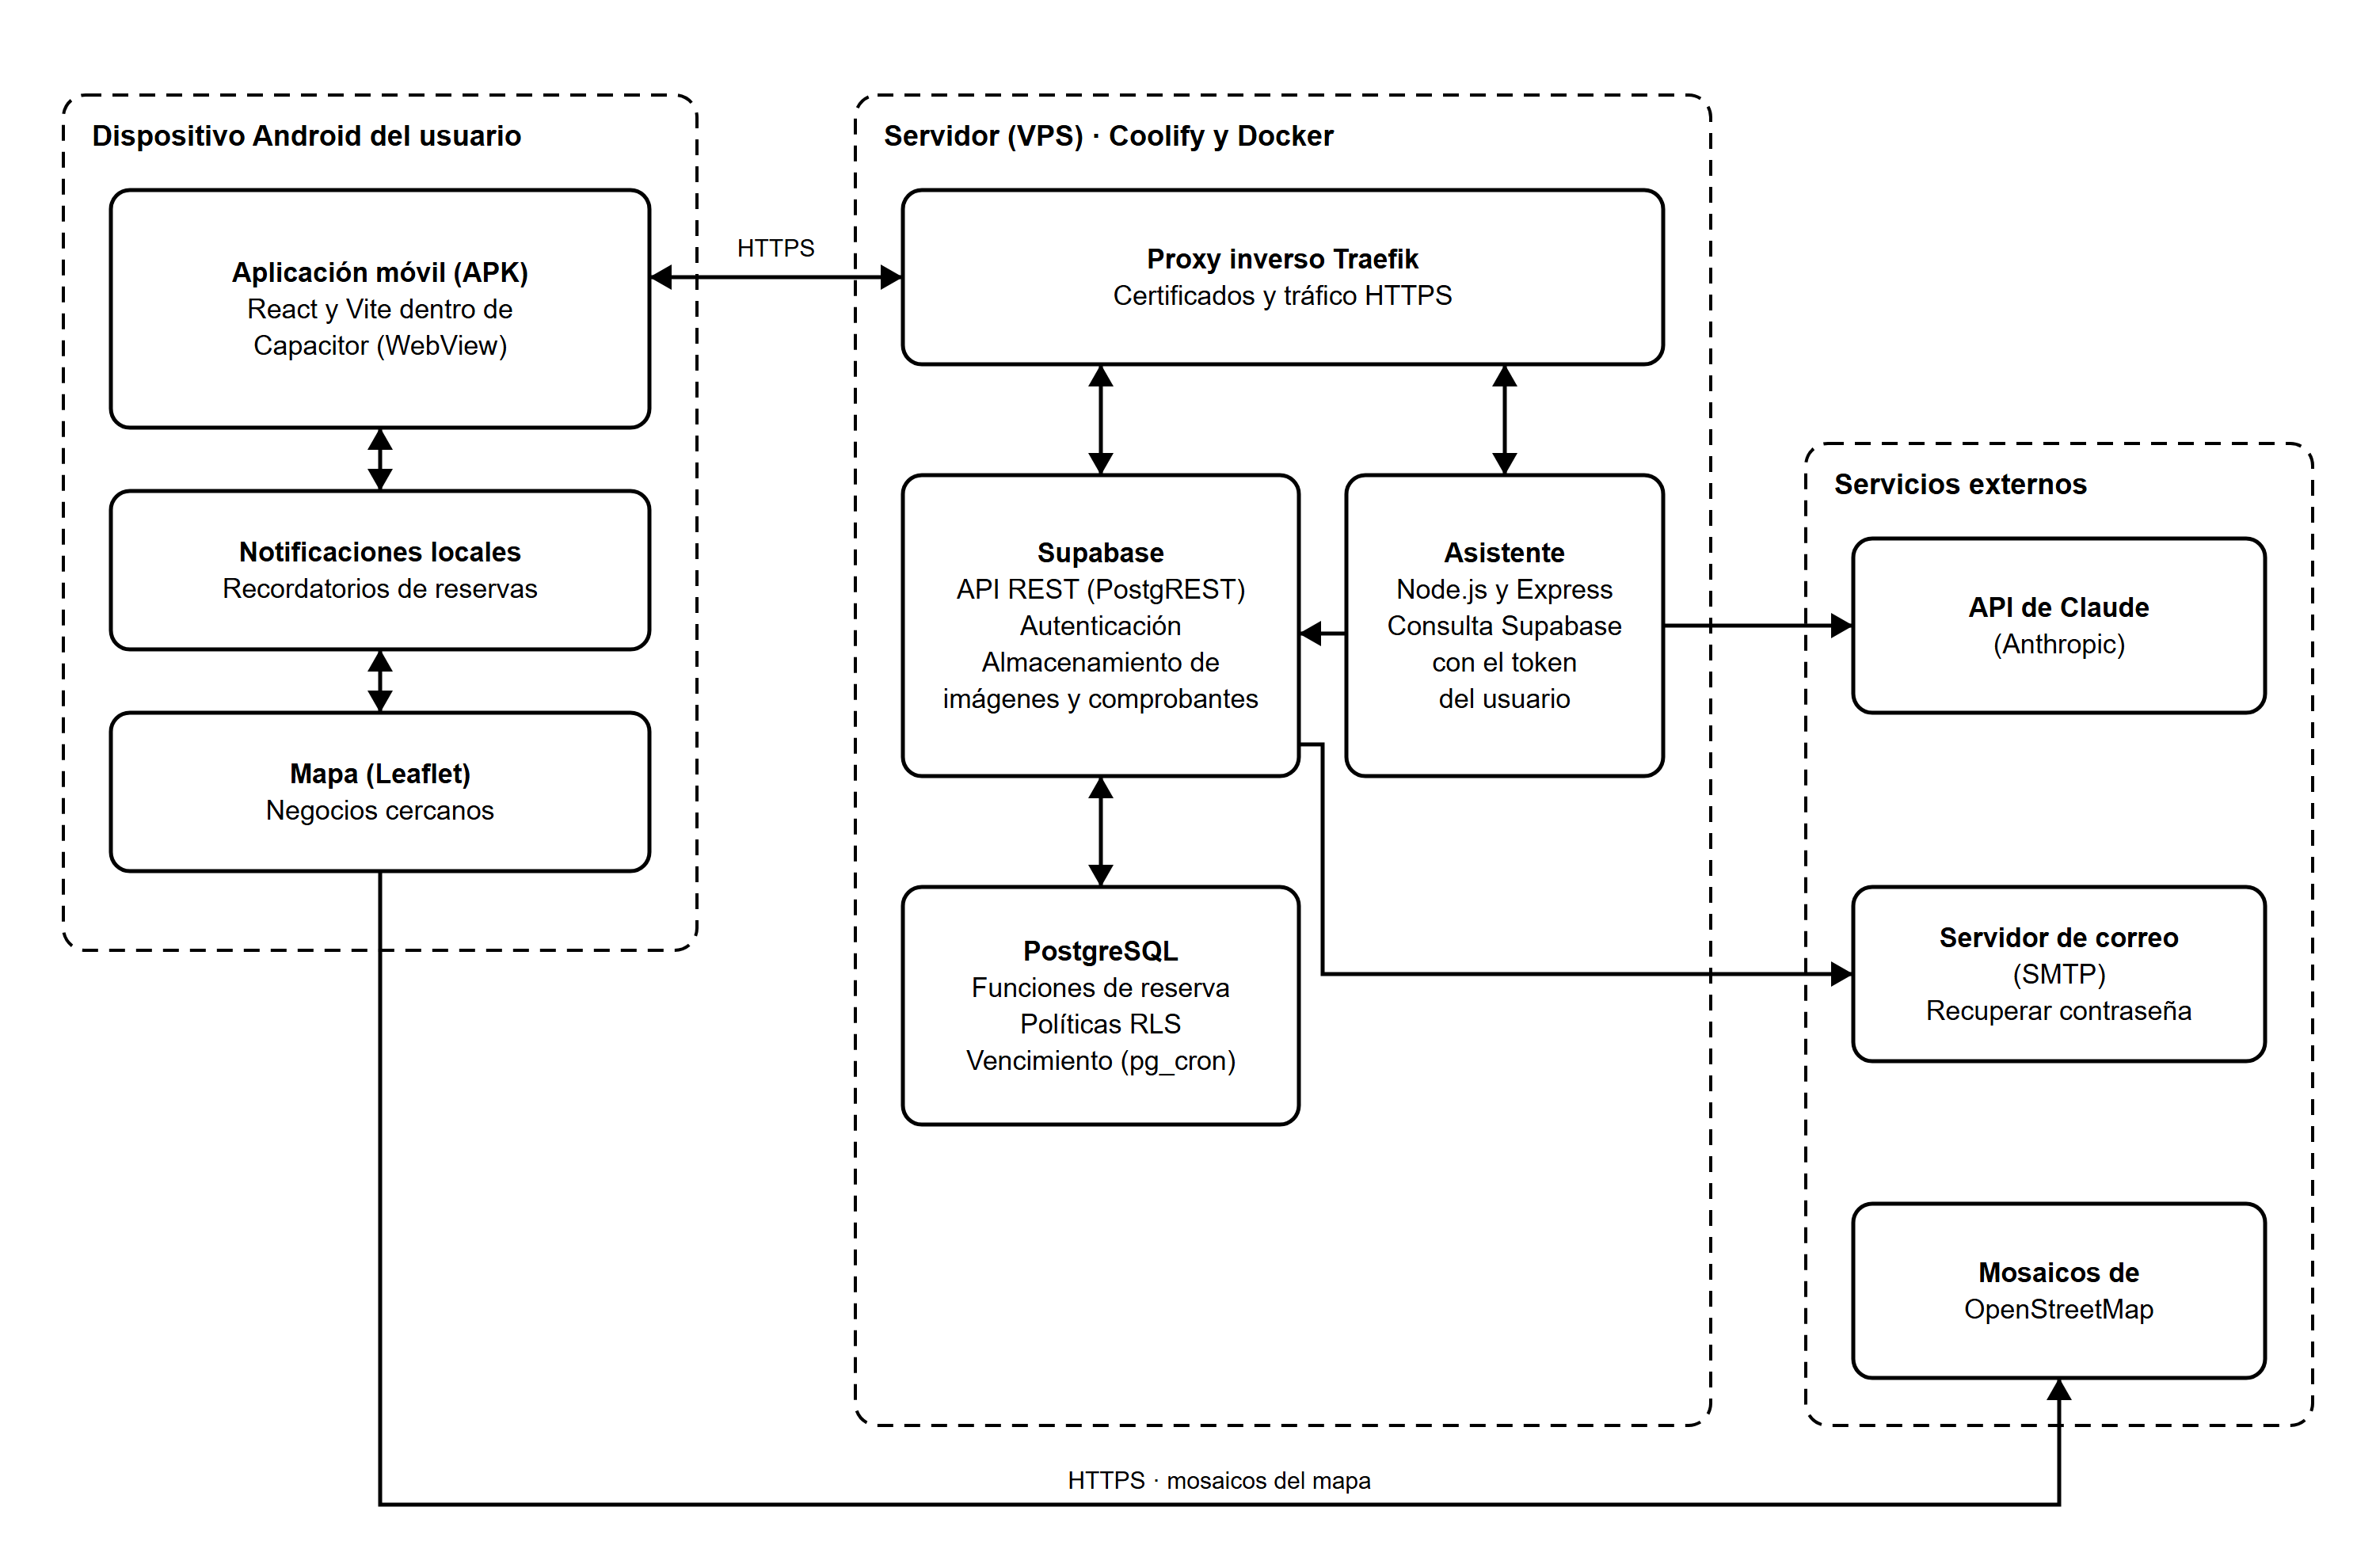 Dispositivo Android del usuario
Aplicación móvil (APK)
React y Vite dentro de
Capacitor (WebView)
Notificaciones locales
Recordatorios de reservas
Mapa (Leaflet)
Negocios cercanos
HTTPS
Servidor (VPS) · Coolify y Docker
Proxy inverso Traefik
Certificados y tráfico HTTPS
Supabase
API REST (PostgREST)
Autenticación
Almacenamiento de
imágenes y comprobantes
Asistente
Node.js y Express
Consulta Supabase
con el token
del usuario
PostgreSQL
Funciones de reserva
Políticas RLS
Vencimiento (pg_cron)
Servicios externos
API de Claude
(Anthropic)
Servidor de correo
(SMTP)
Recuperar contraseña
Mosaicos de
OpenStreetMap
HTTPS · mosaicos del mapa